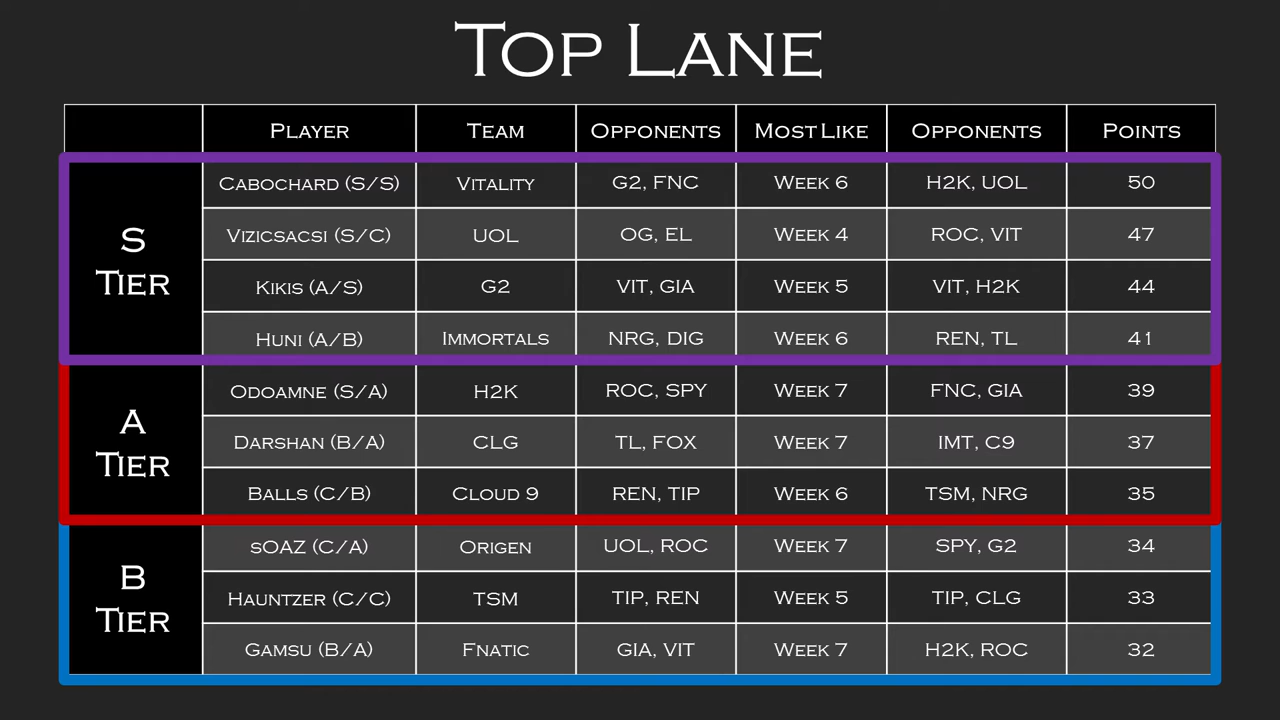 Top Lane
Player Team Opponents Most Like Opponents Points
S Tier
Cabochard (S/S) Vitality G2, FNC Week 6 H2K, UOL 50
Vizicsacsi (S/C) UOL OG, EL Week 4 ROC, VIT 47
Kikis (A/S) G2 VIT, GIA Week 5 VIT, H2K 44
Huni (A/B) Immortals NRG, DIG Week 6 REN, TL 41
A Tier
Odoamne (S/A) H2K ROC, SPY Week 7 FNC, GIA 39
Darshan (B/A) CLG TL, FOX Week 7 IMT, C9 37
Balls (C/B) Cloud 9 REN, TIP Week 6 TSM, NRG 35
B Tier
sOAZ (C/A) Origen UOL, ROC Week 7 SPY, G2 34
Hauntzer (C/C) TSM TIP, REN Week 5 TIP, CLG 33
Gamsu (B/A) Fnatic GIA, VIT Week 7 H2K, ROC 32